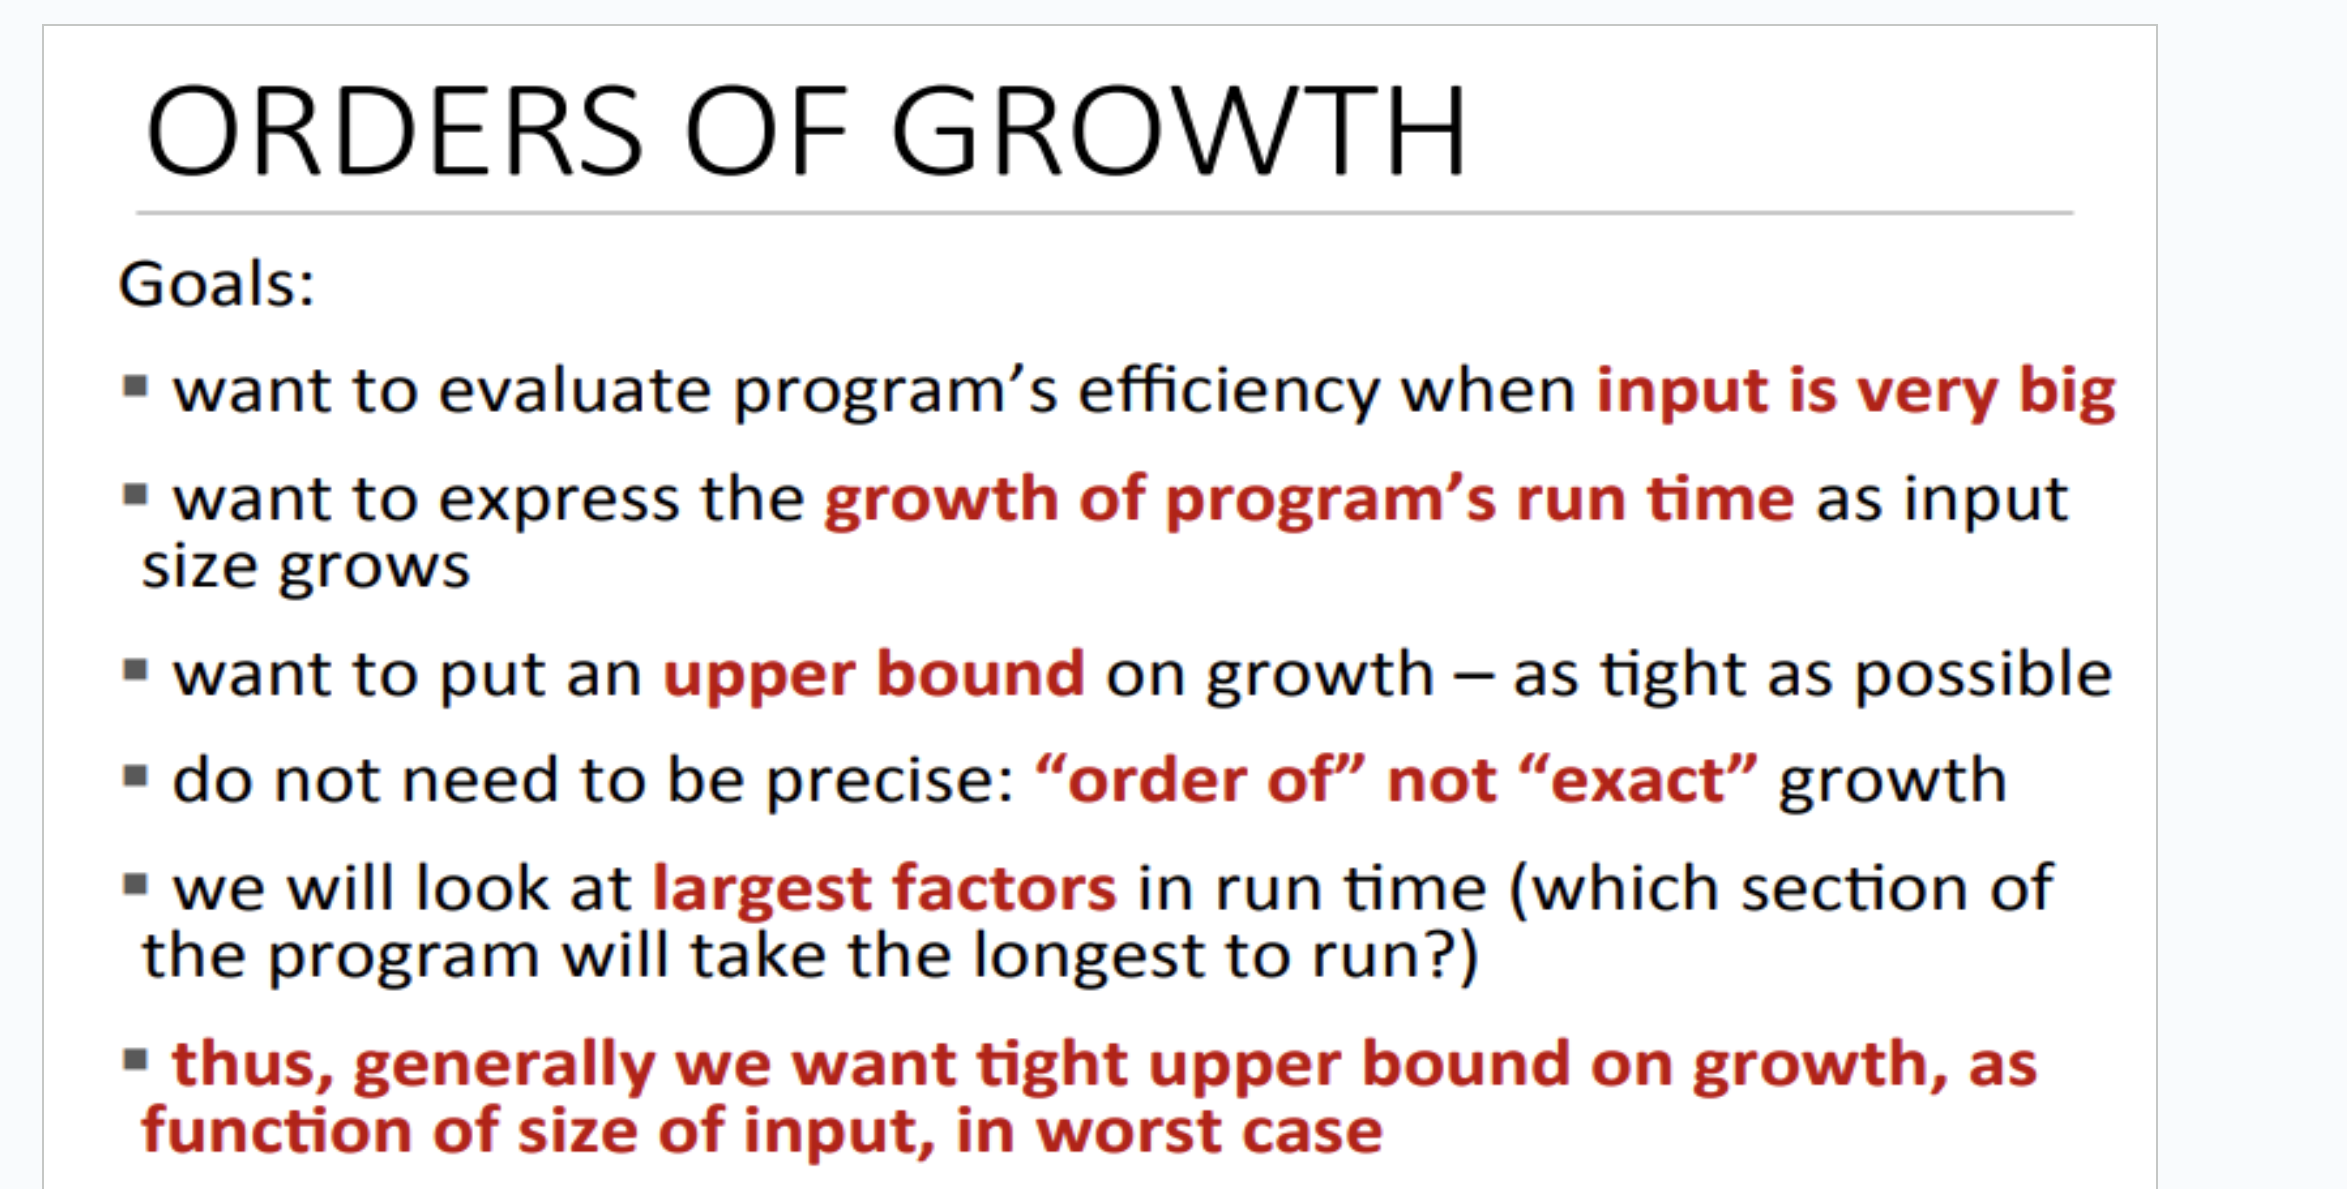 ORDERS OF GROWTH
Goals:
▪ want to evaluate program’s efficiency when input is very big
▪ want to express the growth of program’s run time as input
size grows
▪ want to put an upper bound on growth – as tight as possible
▪ do not need to be precise: “order of” not “exact” growth
▪ we will look at largest factors in run time (which section of
the program will take the longest to run?)
▪ thus, generally we want tight upper bound on growth, as
function of size of input, in worst case